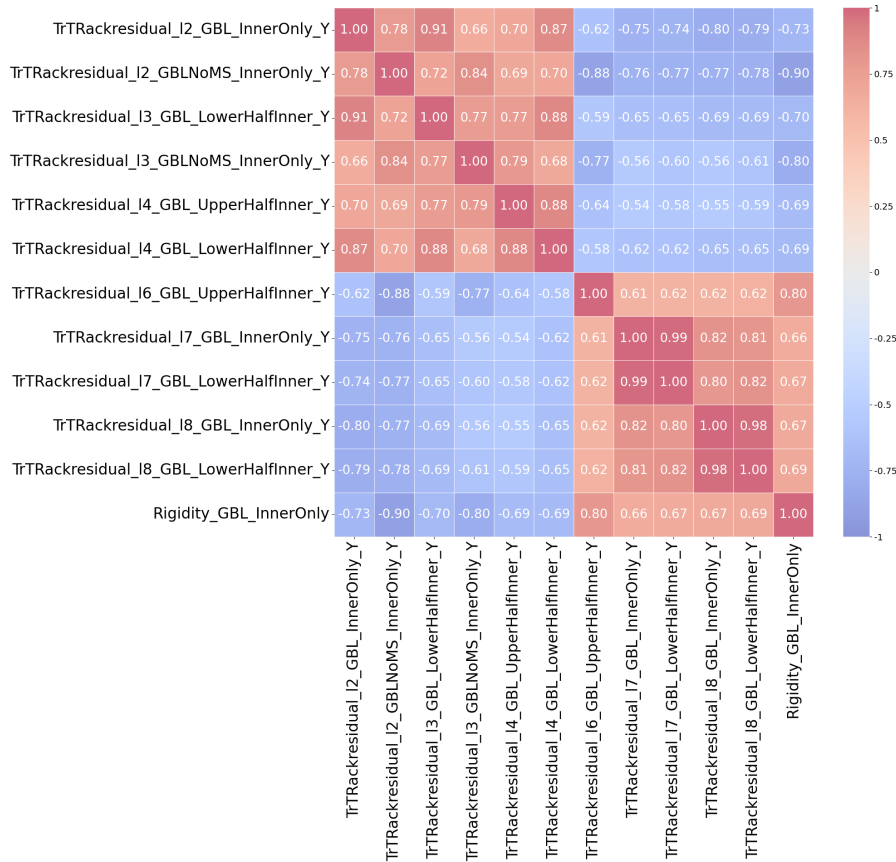 TrTRackresidual_l2_GBL_InnerOnly_Y 1.00 0.78 0.91 0.66 0.70 0.87 -0.62 -0.75 -0.74 -0.80 -0.79 -0.73
TrTRackresidual_l2_GBLNoMS_InnerOnly_Y 0.78 1.00 0.72 0.84 0.69 0.70 -0.88 -0.76 -0.77 -0.77 -0.78 -0.90
TrTRackresidual_l3_GBL_LowerHalfInner_Y 0.91 0.72 1.00 0.77 0.77 0.88 -0.59 -0.65 -0.65 -0.69 -0.69 -0.70
TrTRackresidual_l3_GBLNoMS_InnerOnly_Y 0.66 0.84 0.77 1.00 0.79 0.68 -0.77 -0.56 -0.60 -0.56 -0.61 -0.80
TrTRackresidual_l4_GBL_UpperHalfInner_Y 0.70 0.69 0.77 0.79 1.00 0.88 -0.64 -0.54 -0.58 -0.55 -0.59 -0.69
TrTRackresidual_l4_GBL_LowerHalfInner_Y 0.87 0.70 0.88 0.68 0.88 1.00 -0.58 -0.62 -0.62 -0.65 -0.65 -0.69
TrTRackresidual_l6_GBL_UpperHalfInner_Y -0.62 -0.88 -0.59 -0.77 -0.64 -0.58 1.00 0.61 0.62 0.62 0.62 0.80
TrTRackresidual_l7_GBL_InnerOnly_Y -0.75 -0.76 -0.65 -0.56 -0.54 -0.62 0.61 1.00 0.99 0.82 0.81 0.66
TrTRackresidual_l7_GBL_LowerHalfInner_Y -0.74 -0.77 -0.65 -0.60 -0.58 -0.62 0.62 0.99 1.00 0.80 0.82 0.67
TrTRackresidual_l8_GBL_InnerOnly_Y -0.80 -0.77 -0.69 -0.56 -0.55 -0.65 0.62 0.82 0.80 1.00 0.98 0.67
TrTRackresidual_l8_GBL_LowerHalfInner_Y -0.79 -0.78 -0.69 -0.61 -0.59 -0.65 0.62 0.81 0.82 0.98 1.00 0.69
Rigidity_GBL_InnerOnly -0.73 -0.90 -0.70 -0.80 -0.69 -0.69 0.80 0.66 0.67 0.67 0.69 1.00
TrTRackresidual_l2_GBL_InnerOnly_Y
TrTRackresidual_l2_GBLNoMS_InnerOnly_Y
TrTRackresidual_l3_GBL_LowerHalfInner_Y
TrTRackresidual_l3_GBLNoMS_InnerOnly_Y
TrTRackresidual_l4_GBL_UpperHalfInner_Y
TrTRackresidual_l4_GBL_LowerHalfInner_Y
TrTRackresidual_l6_GBL_UpperHalfInner_Y
TrTRackresidual_l7_GBL_InnerOnly_Y
TrTRackresidual_l7_GBL_LowerHalfInner_Y
TrTRackresidual_l8_GBL_InnerOnly_Y
TrTRackresidual_l8_GBL_LowerHalfInner_Y
Rigidity_GBL_InnerOnly
1
0.75
0.5
0.25
0
-0.25
-0.5
-0.75
-1